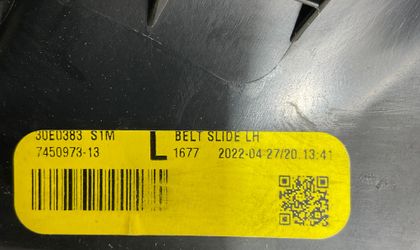 30E0383 S1M L BELT SLIDE LH
7450973-13 1677 2022-04-27/20.13:41